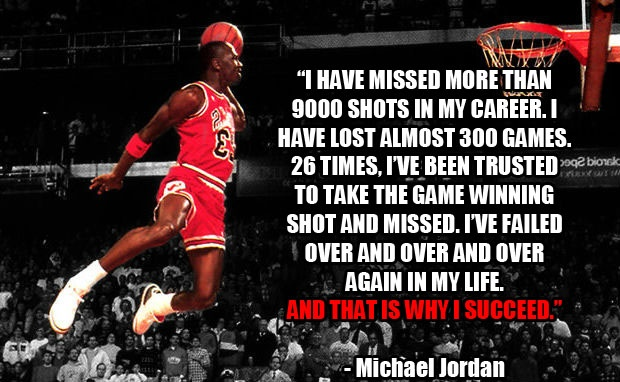 “I HAVE MISSED MORE THAN
9000 SHOTS IN MY CAREER. I
HAVE LOST ALMOST 300 GAMES.
26 TIMES, I’VE BEEN TRUSTED
TO TAKE THE GAME WINNING
SHOT AND MISSED. I’VE FAILED
OVER AND OVER AND OVER
AGAIN IN MY LIFE.
AND THAT IS WHY I SUCCEED.”
- Michael Jordan